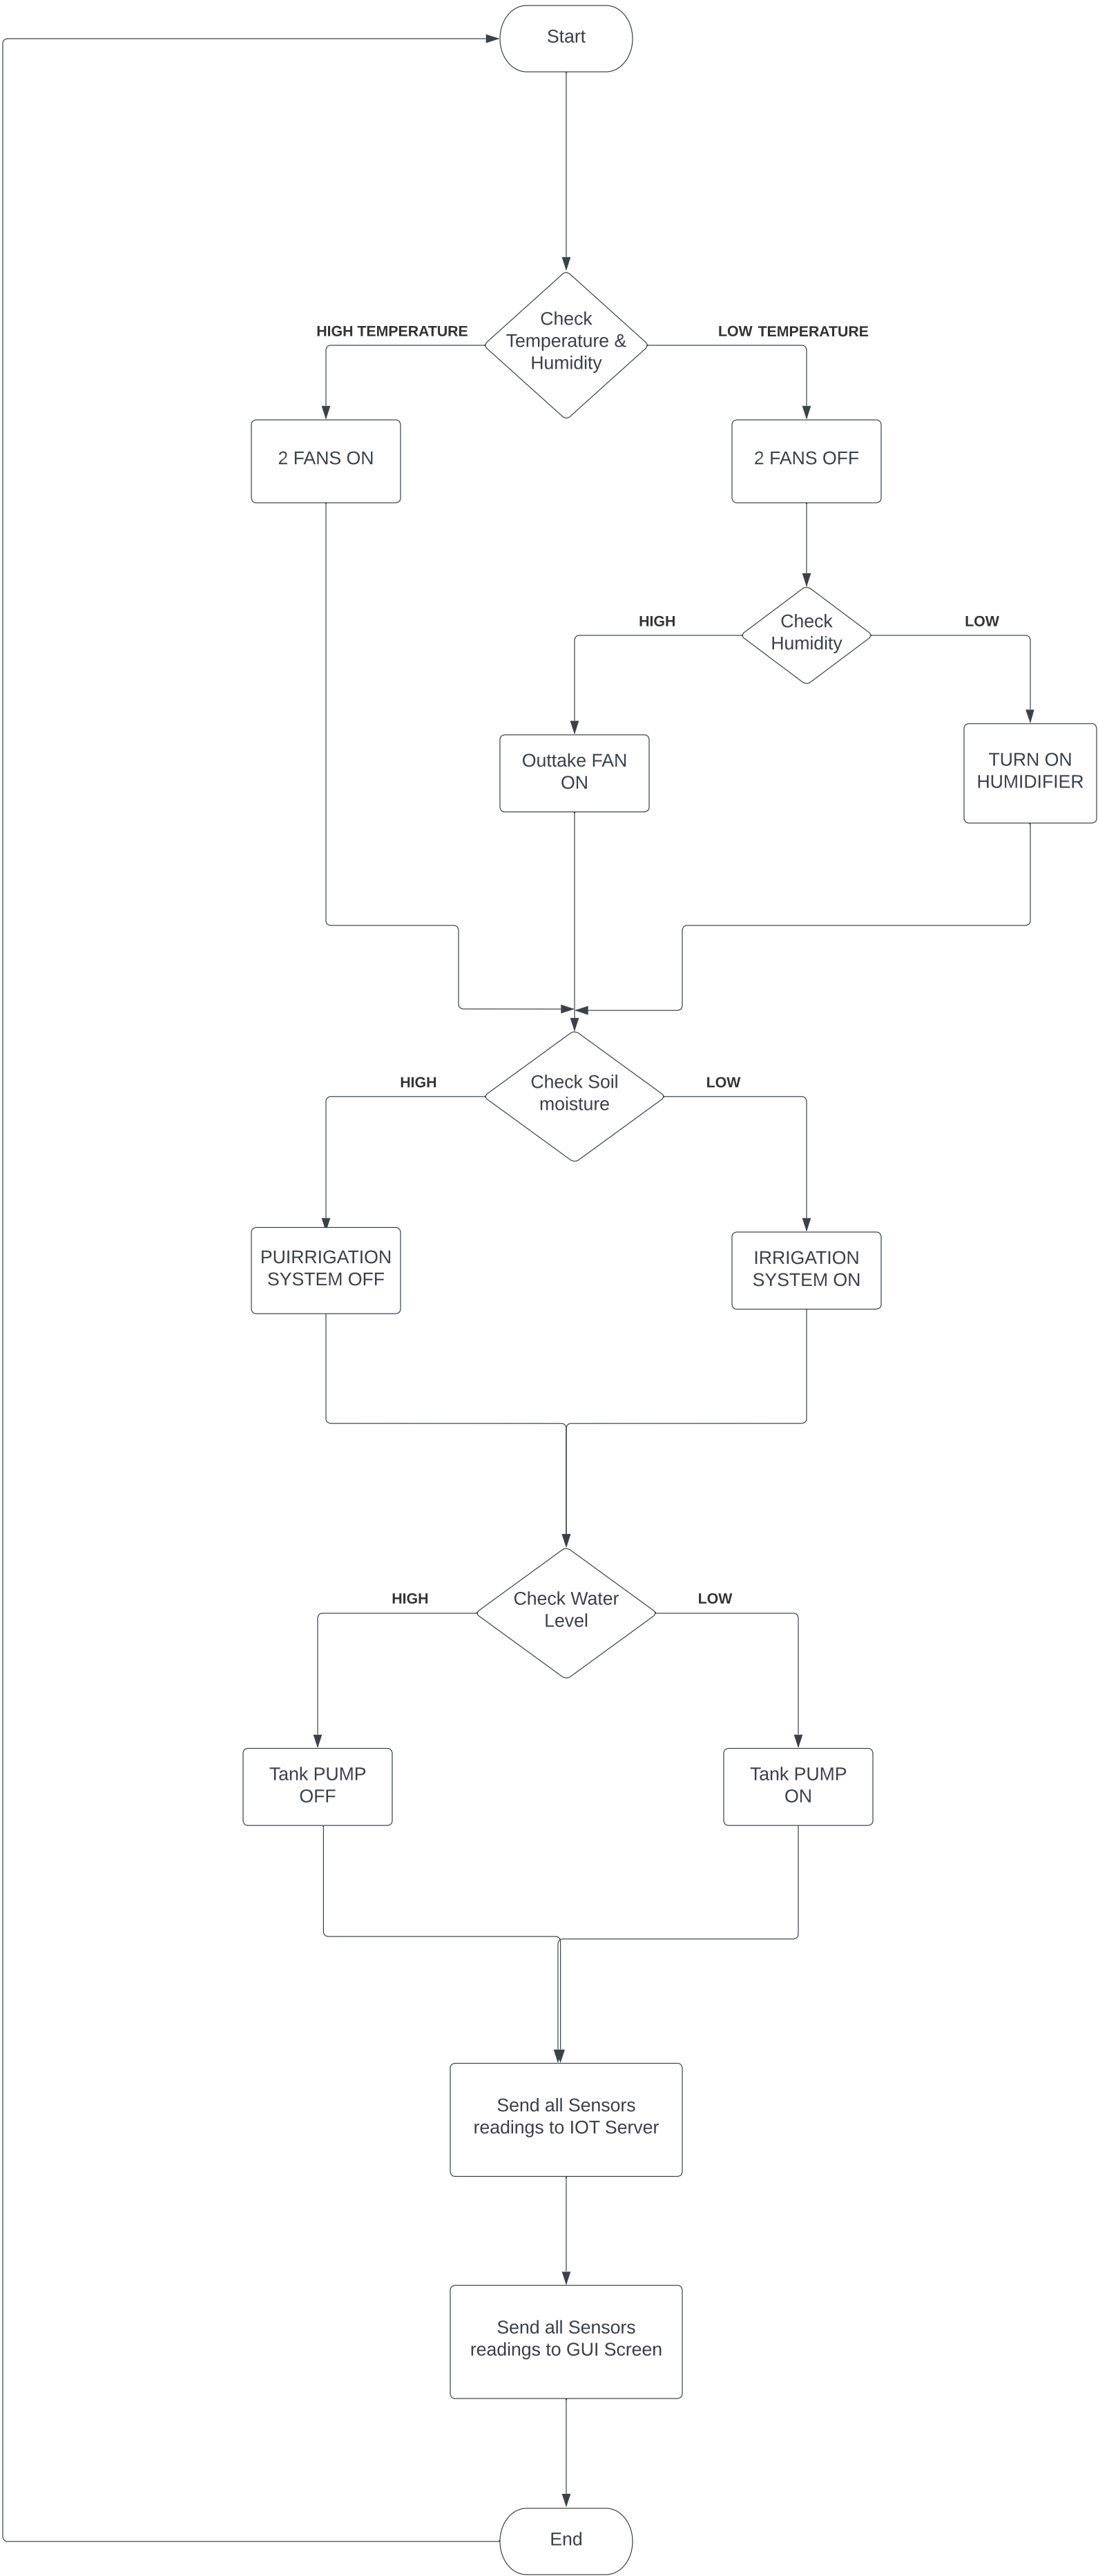 Start
Check
Temperature &
Humidity
HIGH TEMPERATURE
LOW TEMPERATURE
2 FANS ON
2 FANS OFF
Check
Humidity
HIGH
LOW
Outtake FAN
ON
TURN ON
HUMIDIFIER
Check Soil
moisture
HIGH
LOW
PUIRRIGATION
SYSTEM OFF
IRRIGATION
SYSTEM ON
Check Water
Level
HIGH
LOW
Tank PUMP
OFF
Tank PUMP
ON
Send all Sensors
readings to IOT Server
Send all Sensors
readings to GUI Screen
End